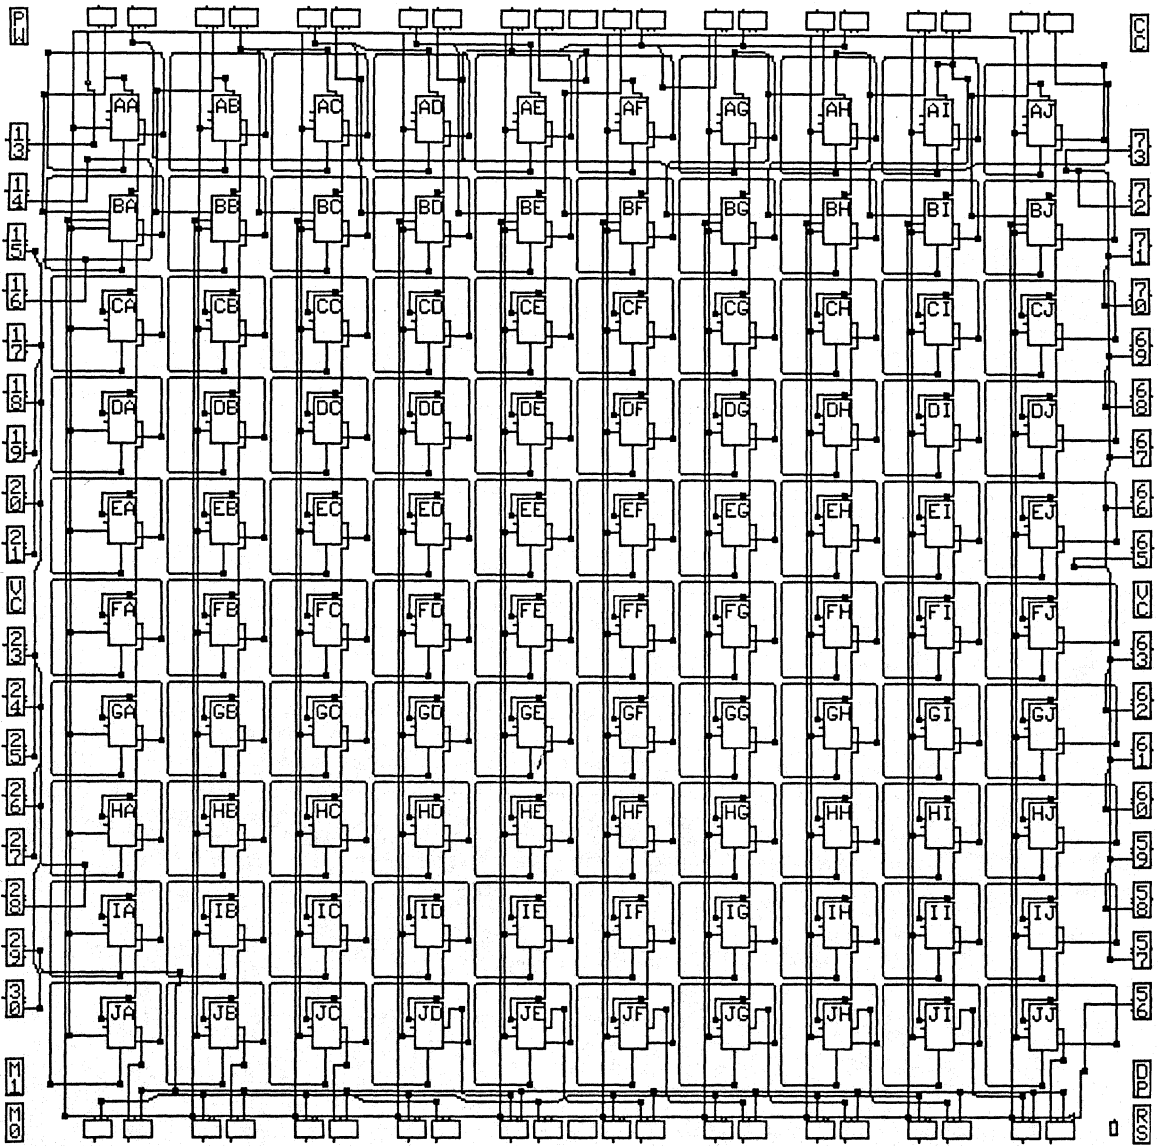 PW CC
AA AB AC AD AE AF AG AH AI AJ
13 73
14 72
BA BB BC BD BE BF BG BH BI BJ
15 71
16 70
CA CB CC CD CE CF CG CH CI CJ
17 69
18 68
DA DB DC DD DE DF DG DH DI DJ
19 67
20 66
EA EB EC ED EE EF EG EH EI EJ
21 65
VC VC
FA FB FC FD FE FF FG FH FI FJ
23 63
24 62
GA GB GC GD GE GF GG GH GI GJ
25 61
26 60
HA HB HC HD HE HF HG HH HI HJ
27 59
28 58
IA IB IC ID IE IF IG IH II IJ
29 57
30 56
JA JB JC JD JE JF JG JH JI JJ
M1 DP
M0 RS